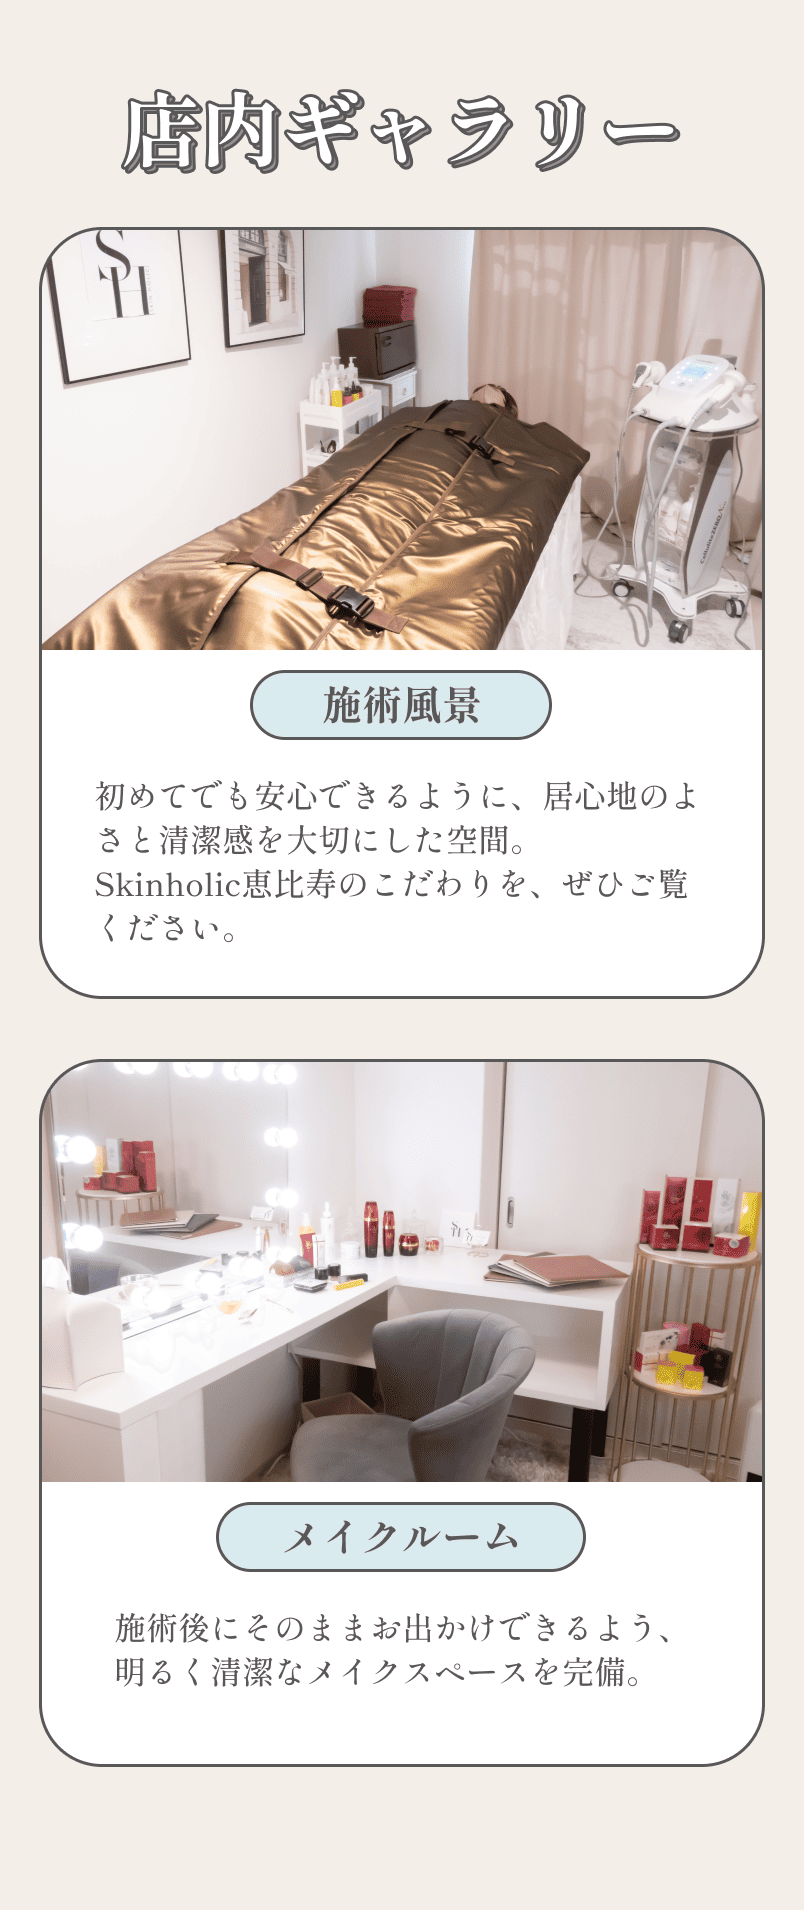 店内ギャラリー
SH
CelluliteZERO
施術風景
初めてでも安心できるように、居心地のよ
さと清潔感を大切にした空間。
Skinholic恵比寿のこだわりを、ぜひご覧
ください。
SH
メイクルーム
施術後にそのままお出かけできるよう、
明るく清潔なメイクスペースを完備。